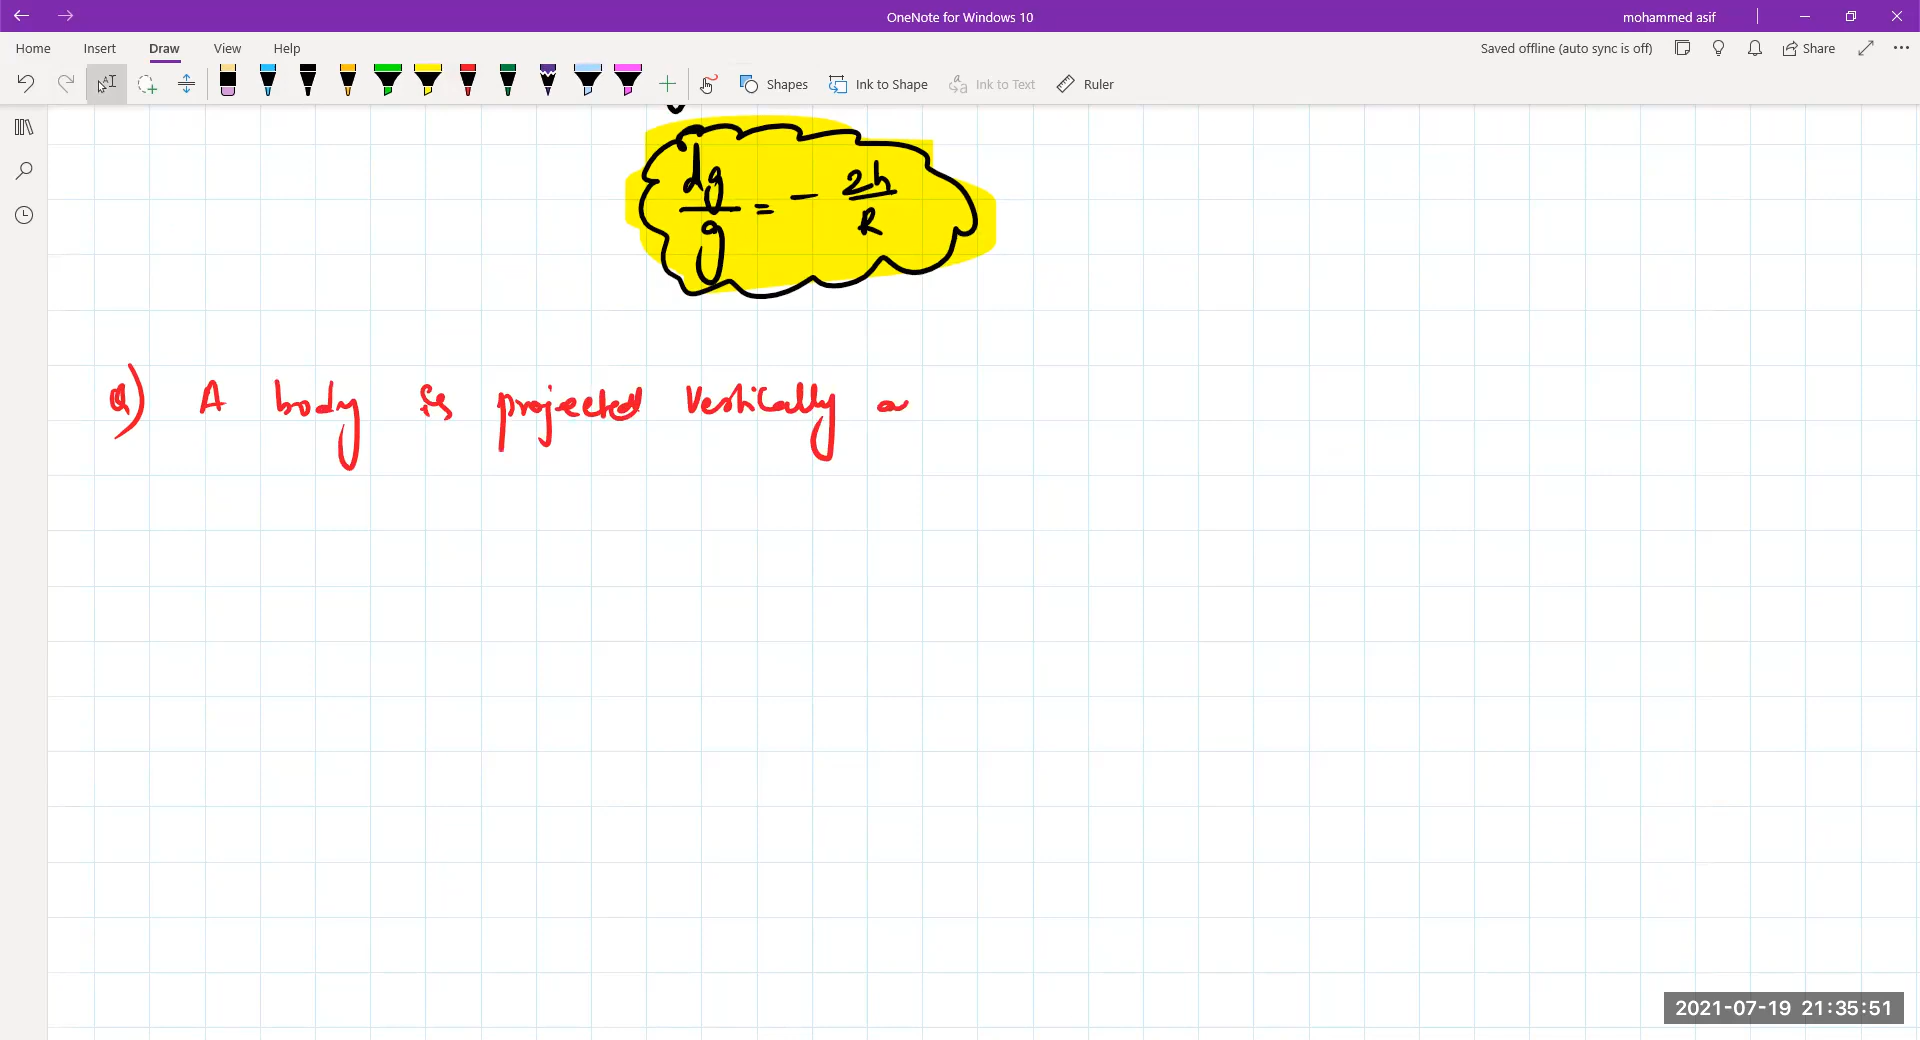 OneNote for Windows 10
mohammed asif
Home Insert Draw View Help
Saved offline (auto sync is off) Share
Shapes Ink to Shape Ink to Text Ruler
dg/g = - 2h/R
Q) A body is projected vertically a
2021-07-19 21:35:51